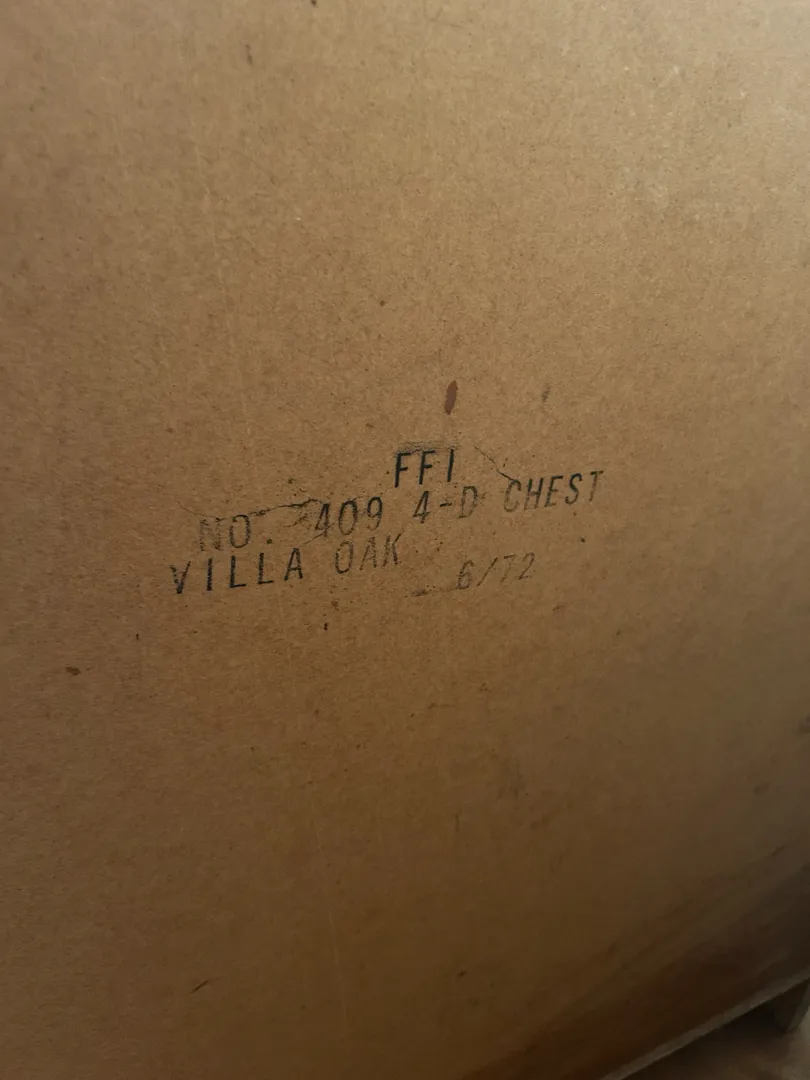 FFI
NO. 409 4-D CHEST
VILLA OAK 6/72